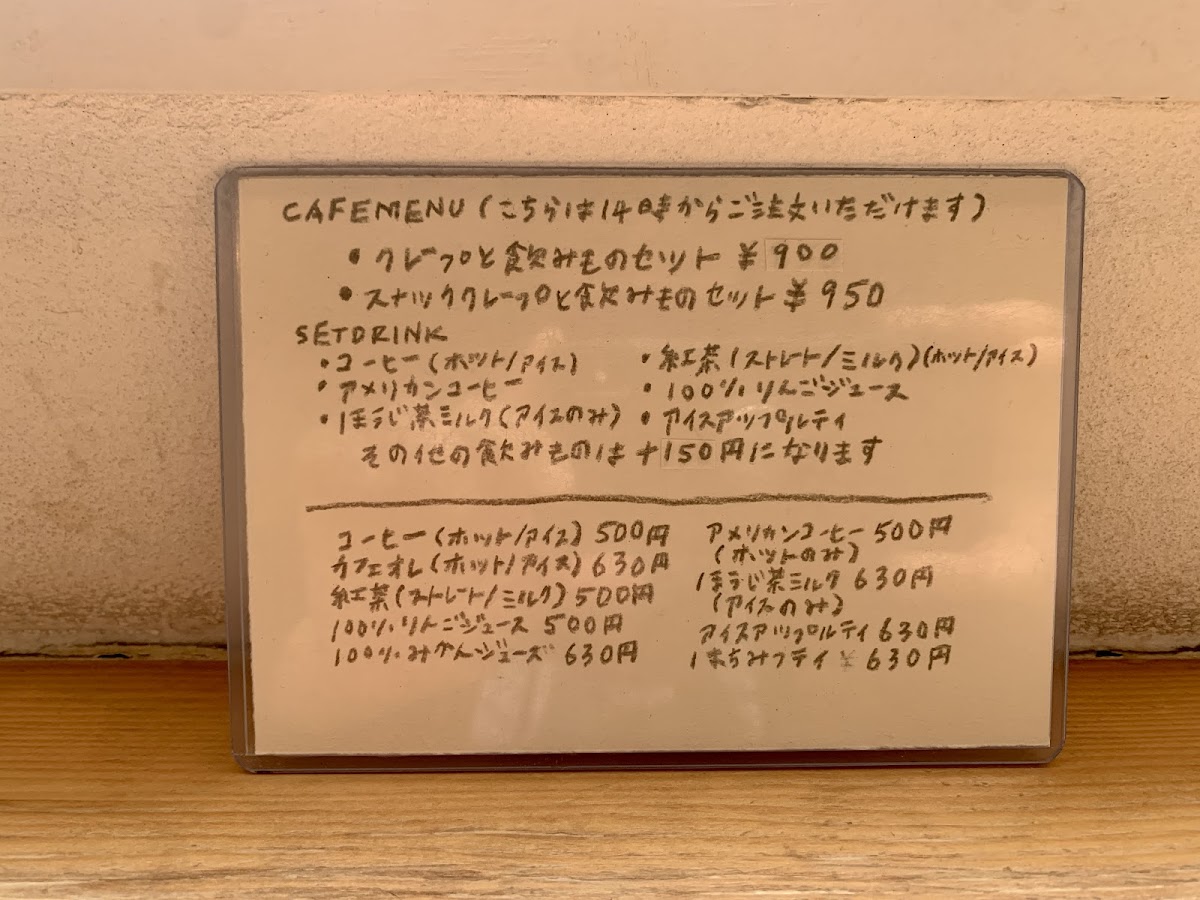 CAFEMENU (こちらは14時からご注文いただけます)
・クレープと飲みものセット ¥900
・スナッククレープと飲みものセット ¥950
SETDRINK
・コーヒー(ホット/アイス)
・アメリカンコーヒー
・ほうじ茶ミルク(アイスのみ)
・紅茶(ストレート/ミルク)(ホット/アイス)
・100%りんごジュース
・アイスアップルティ
その他の飲みものは+150円になります
コーヒー(ホット/アイス) 500円
カフェオレ(ホット/アイス) 630円
紅茶(ストレート/ミルク) 500円
100%りんごジュース 500円
100%みかんジューズ 630円
アメリカンコーヒー 500円
(ホットのみ)
ほうじ茶ミルク 630円
(アイスのみ)
アイスアップルティ 630円
はちみつティ ¥630円